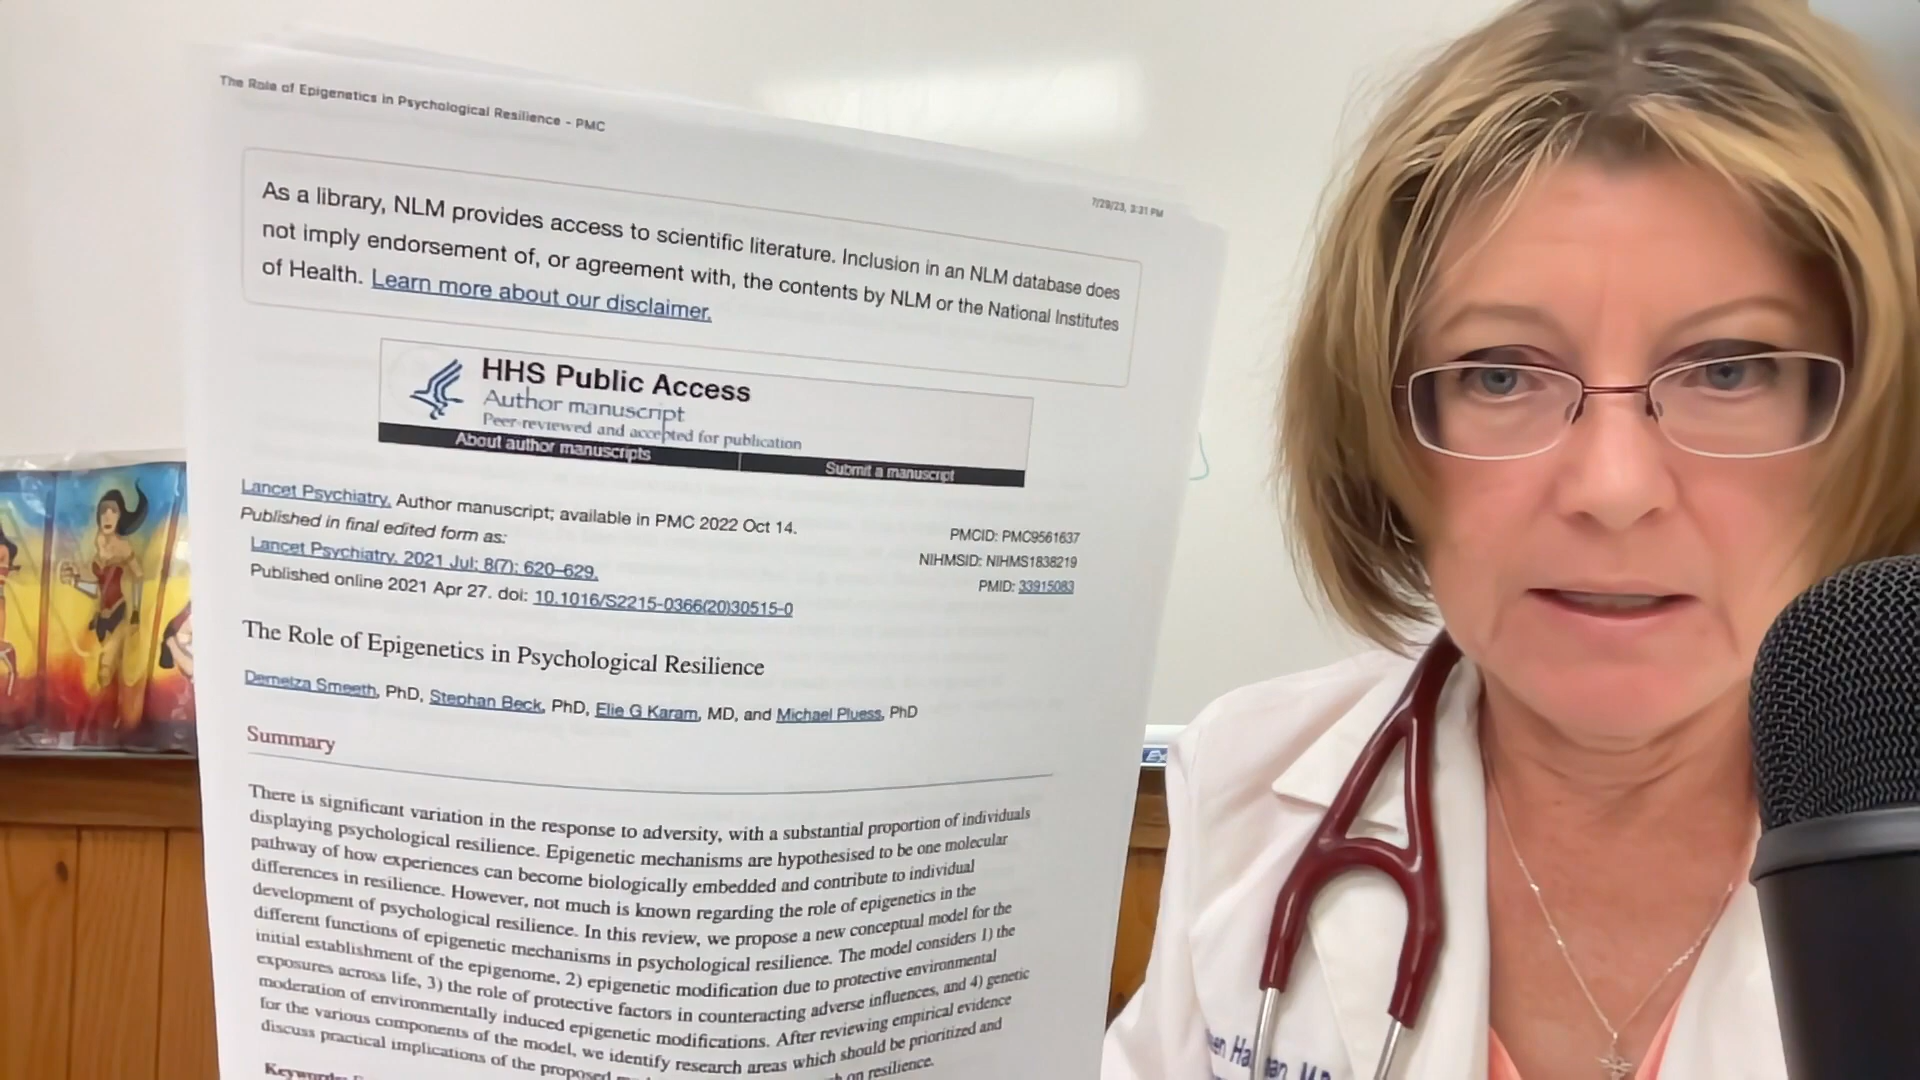 The Role of Epigenetics in Psychological Resilience - PMC
7/29/23, 3:31 PM
As a library, NLM provides access to scientific literature. Inclusion in an NLM database does
not imply endorsement of, or agreement with, the contents by NLM or the National Institutes
of Health. Learn more about our disclaimer.
HHS Public Access
Author manuscript
Peer-reviewed and accepted for publication
About author manuscripts
Submit a manuscript
Lancet Psychiatry. Author manuscript; available in PMC 2022 Oct 14.
Published in final edited form as:
Lancet Psychiatry. 2021 Jul; 8(7): 620–629.
Published online 2021 Apr 27. doi: 10.1016/S2215-0366(20)30515-0
PMCID: PMC9561637
NIHMSID: NIHMS1838219
PMID: 33915083
The Role of Epigenetics in Psychological Resilience
Demelza Smeeth, PhD, Stephan Beck, PhD, Elie G Karam, MD, and Michael Pluess, PhD
Summary
There is significant variation in the response to adversity, with a substantial proportion of individuals
displaying psychological resilience. Epigenetic mechanisms are hypothesised to be one molecular
pathway of how experiences can become biologically embedded and contribute to individual
differences in resilience. However, not much is known regarding the role of epigenetics in the
development of psychological resilience. In this review, we propose a new conceptual model for the
different functions of epigenetic mechanisms in psychological resilience. The model considers 1) the
initial establishment of the epigenome, 2) epigenetic modification due to protective environmental
exposures across life, 3) the role of protective factors in counteracting adverse influences, and 4) genetic
moderation of environmentally induced epigenetic modifications. After reviewing empirical evidence
for the various components of the model, we identify research areas which should be prioritized and
discuss practical implications of the proposed on resilience.
Keywords: